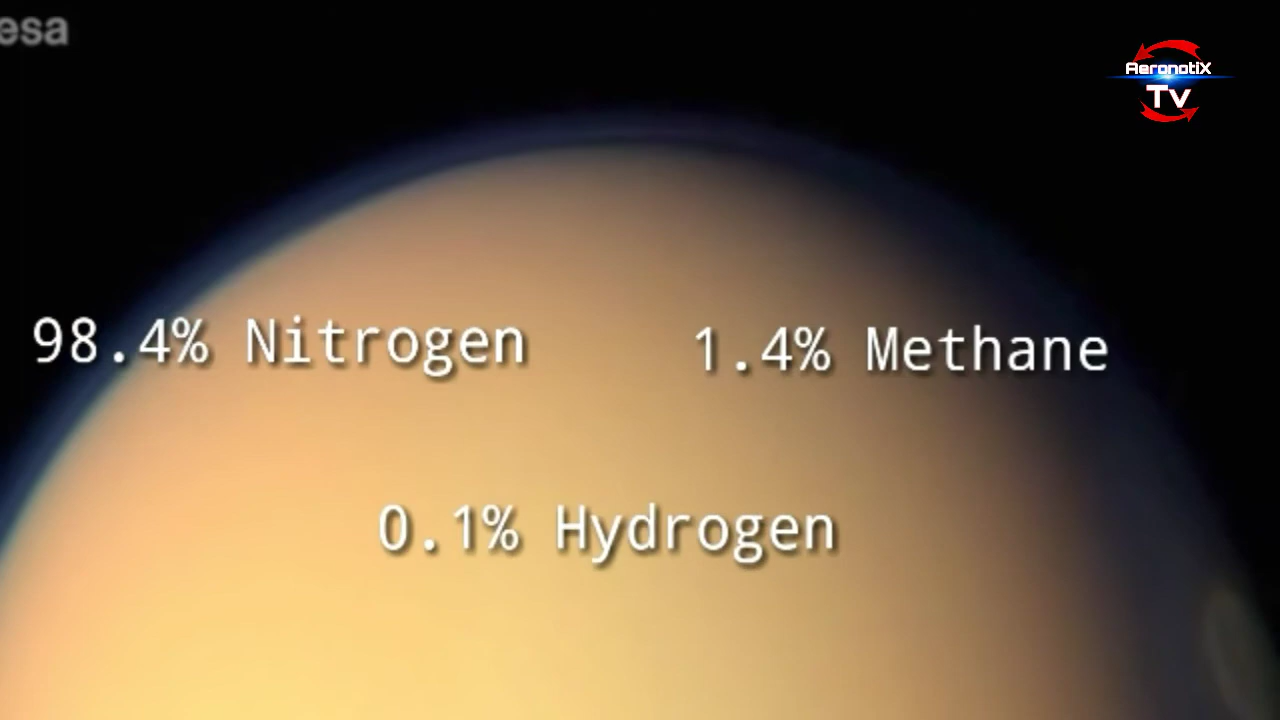 esa
AeronotiX
Tv
98.4% Nitrogen
1.4% Methane
0.1% Hydrogen